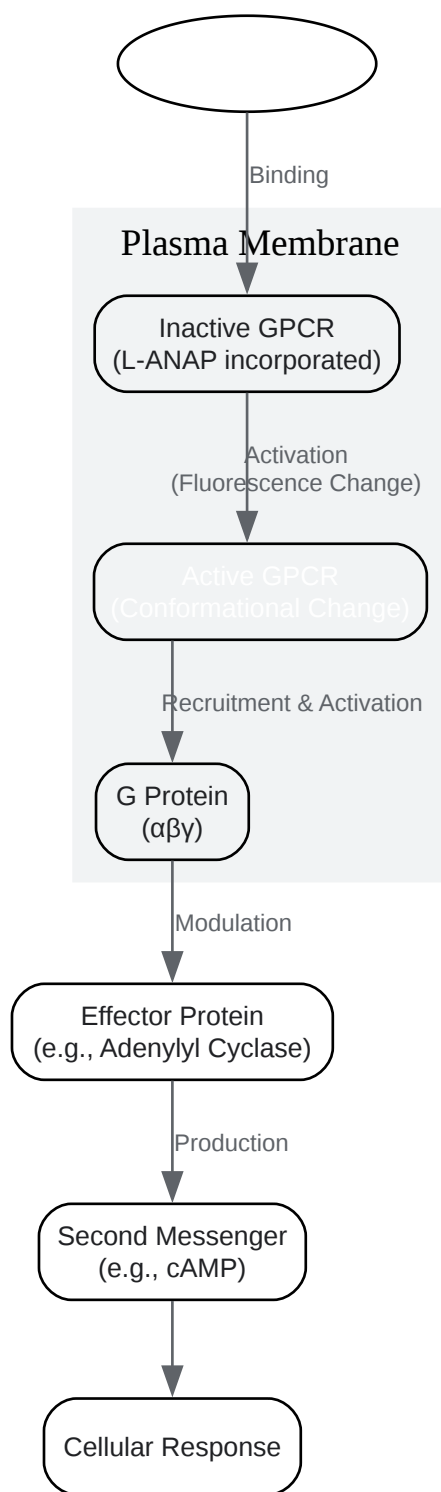 Binding
Plasma Membrane
Inactive GPCR
(L-ANAP incorporated)
Activation
(Fluorescence Change)
Active GPCR
(Conformational Change)
Recruitment & Activation
G Protein
(αβγ)
Modulation
Effector Protein
(e.g., Adenylyl Cyclase)
Production
Second Messenger
(e.g., cAMP)
Cellular Response